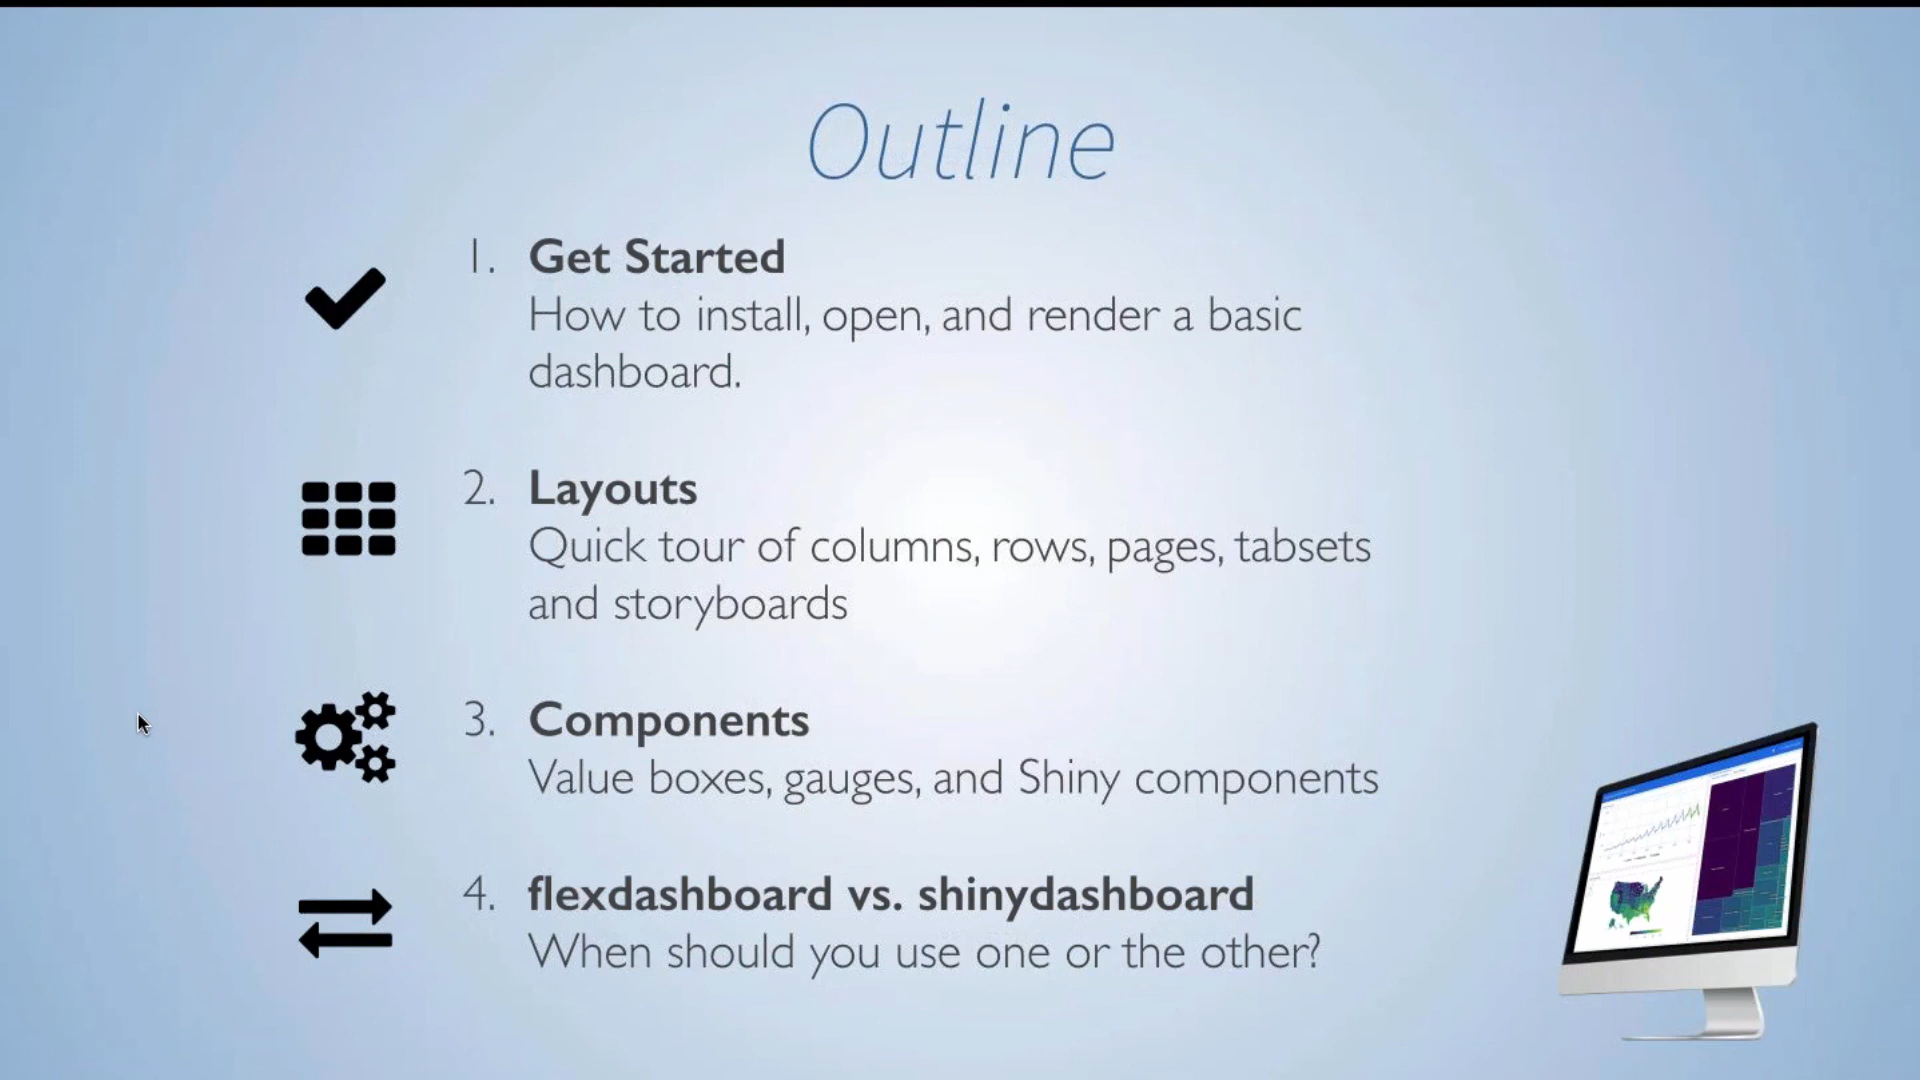 Outline
1. Get Started
How to install, open, and render a basic
dashboard.
2. Layouts
Quick tour of columns, rows, pages, tabsets
and storyboards
3. Components
Value boxes, gauges, and Shiny components
4. flexdashboard vs. shinydashboard
When should you use one or the other?